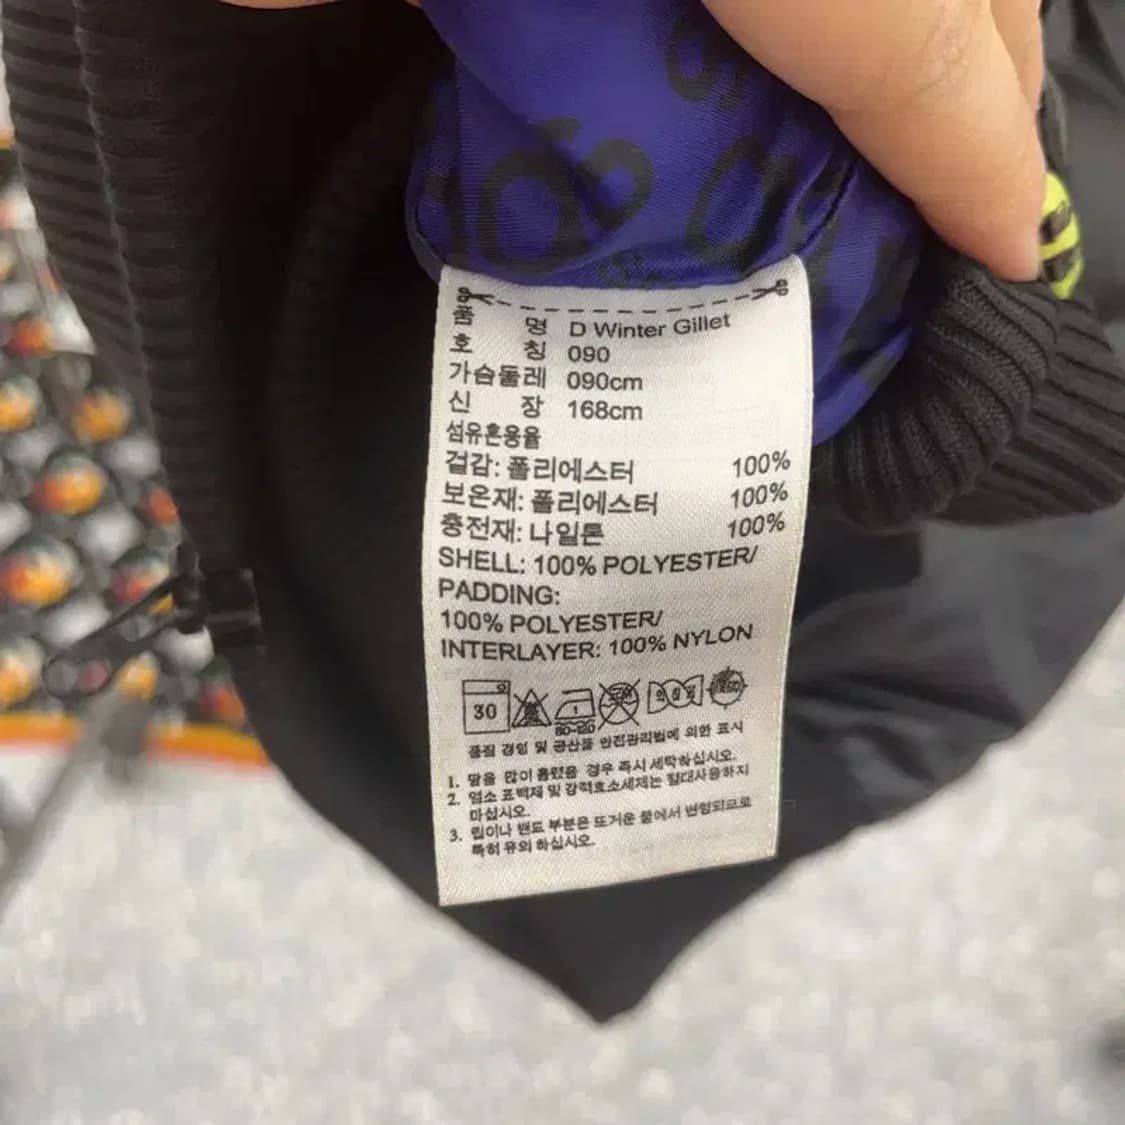 품 명 D Winter Gillet
호 칭 090
가슴둘레 090cm
신 장 168cm
섬유혼용율
겉감: 폴리에스터 100%
보온재: 폴리에스터 100%
충전재: 나일론 100%
SHELL: 100% POLYESTER/
PADDING:
100% POLYESTER/
INTERLAYER: 100% NYLON
30
80-120
품질 경영 및 공산품 안전관리법에 의한 표시
1. 땀을 많이 흘렸을 경우 즉시 세탁하십시오.
2. 염소 표백제 및 강력효소세제는 절대사용하지
마십시오.
3. 립이나 밴드 부분은 뜨거운 물에서 변형되므로
특히 유의 하십시오.